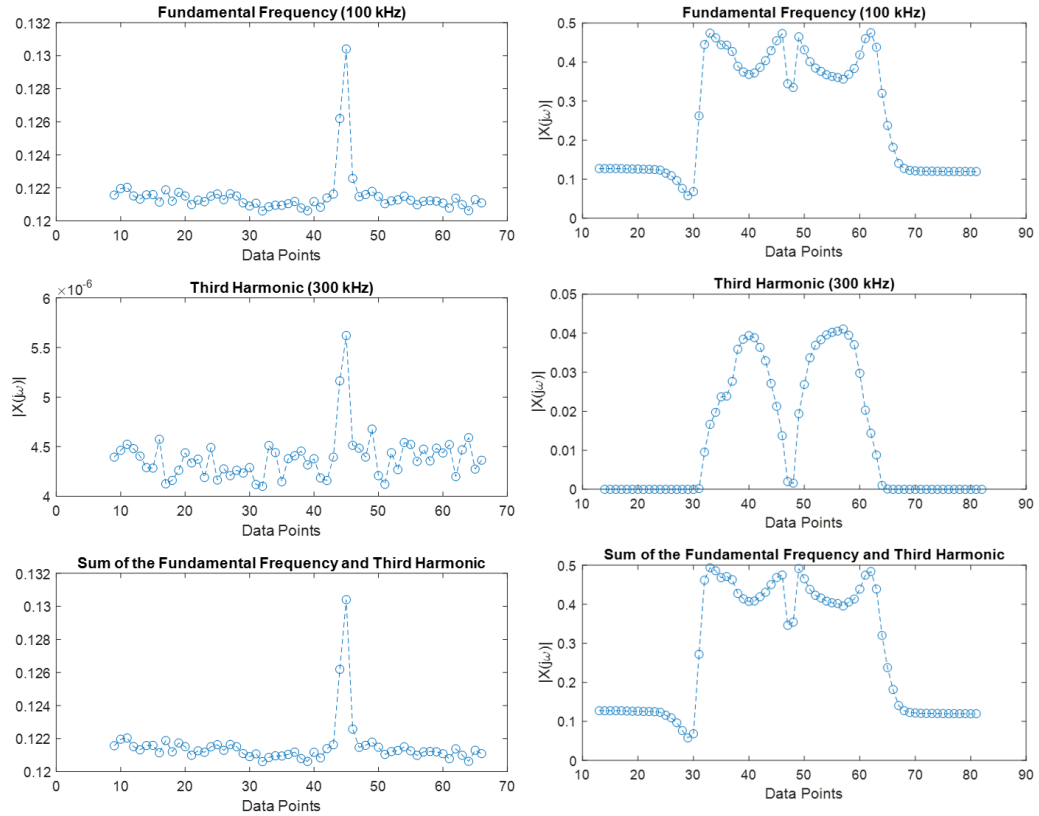 Fundamental Frequency (100 kHz)
0.132
0.13
0.128
0.126
0.124
0.122
0.12
0 10 20 30 40 50 60 70
Data Points
Fundamental Frequency (100 kHz)
|X(jω)|
0.5
0.4
0.3
0.2
0.1
0
10 20 30 40 50 60 70 80 90
Data Points
Third Harmonic (300 kHz)
×10-6
|X(jω)|
6
5.5
5
4.5
4
0 10 20 30 40 50 60 70
Data Points
Third Harmonic (300 kHz)
|X(jω)|
0.05
0.04
0.03
0.02
0.01
0
10 20 30 40 50 60 70 80 90
Data Points
Sum of the Fundamental Frequency and Third Harmonic
0.132
0.13
0.128
0.126
0.124
0.122
0.12
0 10 20 30 40 50 60 70
Data Points
Sum of the Fundamental Frequency and Third Harmonic
|X(jω)|
0.5
0.4
0.3
0.2
0.1
0
10 20 30 40 50 60 70 80 90
Data Points